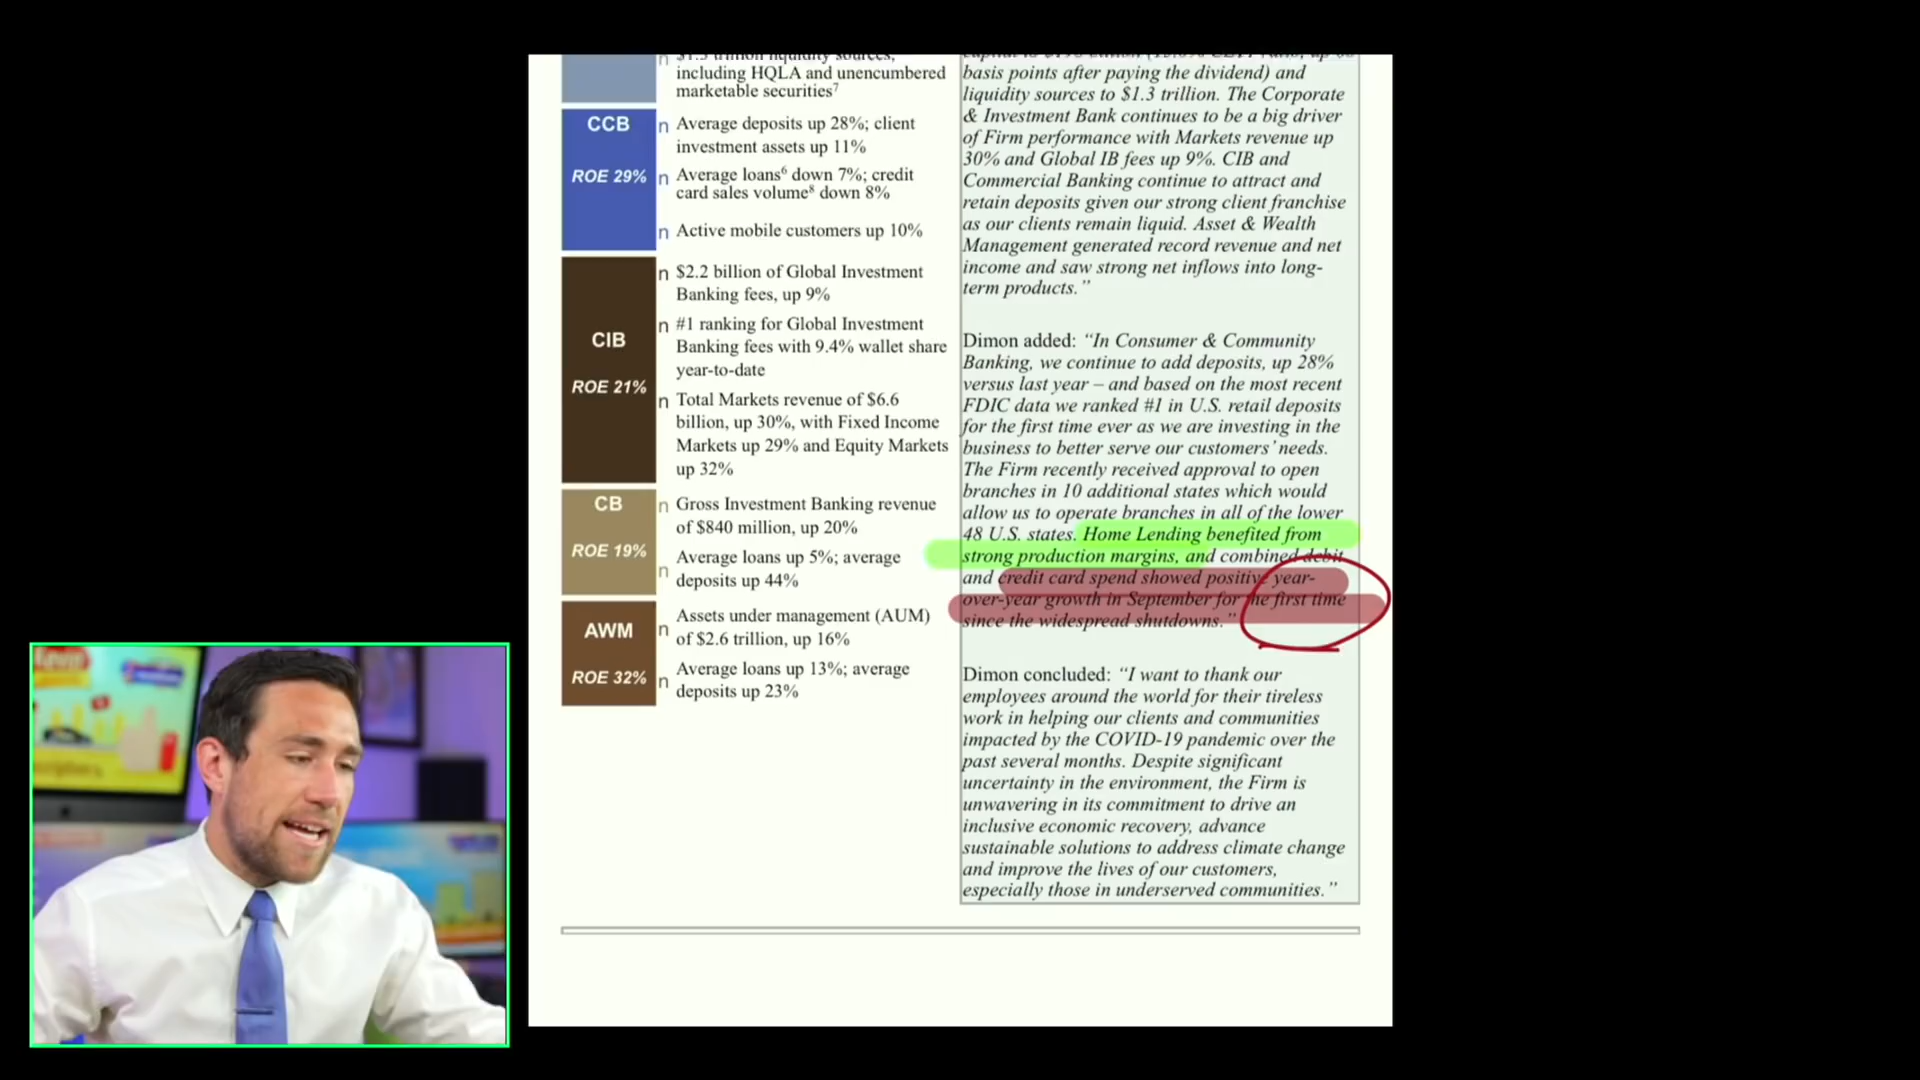 including HQLA and unencumbered
marketable securities7
CCB
ROE 29%
n Average deposits up 28%; client
investment assets up 11%
n Average loans6 down 7%; credit
card sales volume8 down 8%
n Active mobile customers up 10%
CIB
ROE 21%
n $2.2 billion of Global Investment
Banking fees, up 9%
n #1 ranking for Global Investment
Banking fees with 9.4% wallet share
year-to-date
n Total Markets revenue of $6.6
billion, up 30%, with Fixed Income
Markets up 29% and Equity Markets
up 32%
CB
ROE 19%
n Gross Investment Banking revenue
of $840 million, up 20%
n Average loans up 5%; average
deposits up 44%
AWM
ROE 32%
n Assets under management (AUM)
of $2.6 trillion, up 16%
n Average loans up 13%; average
deposits up 23%
basis points after paying the dividend) and
liquidity sources to $1.3 trillion. The Corporate
& Investment Bank continues to be a big driver
of Firm performance with Markets revenue up
30% and Global IB fees up 9%. CIB and
Commercial Banking continue to attract and
retain deposits given our strong client franchise
as our clients remain liquid. Asset & Wealth
Management generated record revenue and net
income and saw strong net inflows into long-
term products.”
Dimon added: “In Consumer & Community
Banking, we continue to add deposits, up 28%
versus last year – and based on the most recent
FDIC data we ranked #1 in U.S. retail deposits
for the first time ever as we are investing in the
business to better serve our customers’ needs.
The Firm recently received approval to open
branches in 10 additional states which would
allow us to operate branches in all of the lower
48 U.S. states. Home Lending benefited from
strong production margins, and combined debit
and credit card spend showed positive year-
over-year growth in September for the first time
since the widespread shutdowns.”
Dimon concluded: “I want to thank our
employees around the world for their tireless
work in helping our clients and communities
impacted by the COVID-19 pandemic over the
past several months. Despite significant
uncertainty in the environment, the Firm is
unwavering in its commitment to drive an
inclusive economic recovery, advance
sustainable solutions to address climate change
and improve the lives of our customers,
especially those in underserved communities.”